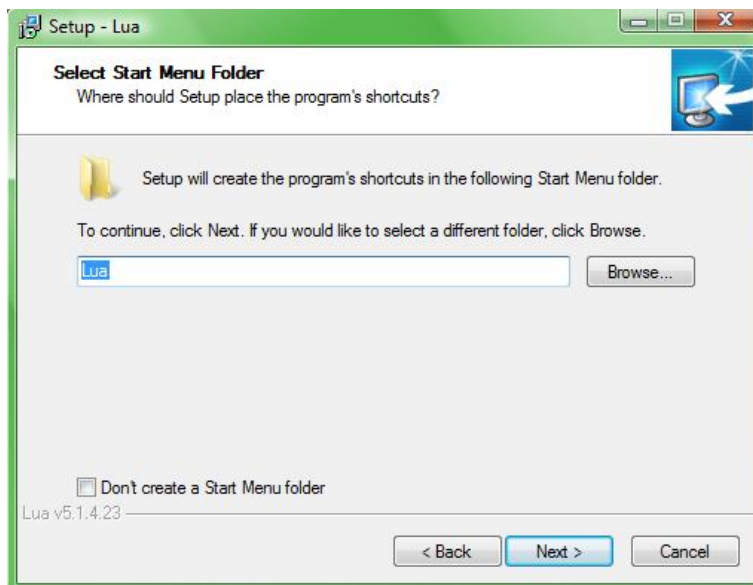 Setup - Lua
Select Start Menu Folder
Where should Setup place the program's shortcuts?
Setup will create the program's shortcuts in the following Start Menu folder.
To continue, click Next. If you would like to select a different folder, click Browse.
Lua
Browse...
Don't create a Start Menu folder
Lua v5.1.4.23
< Back
Next >
Cancel